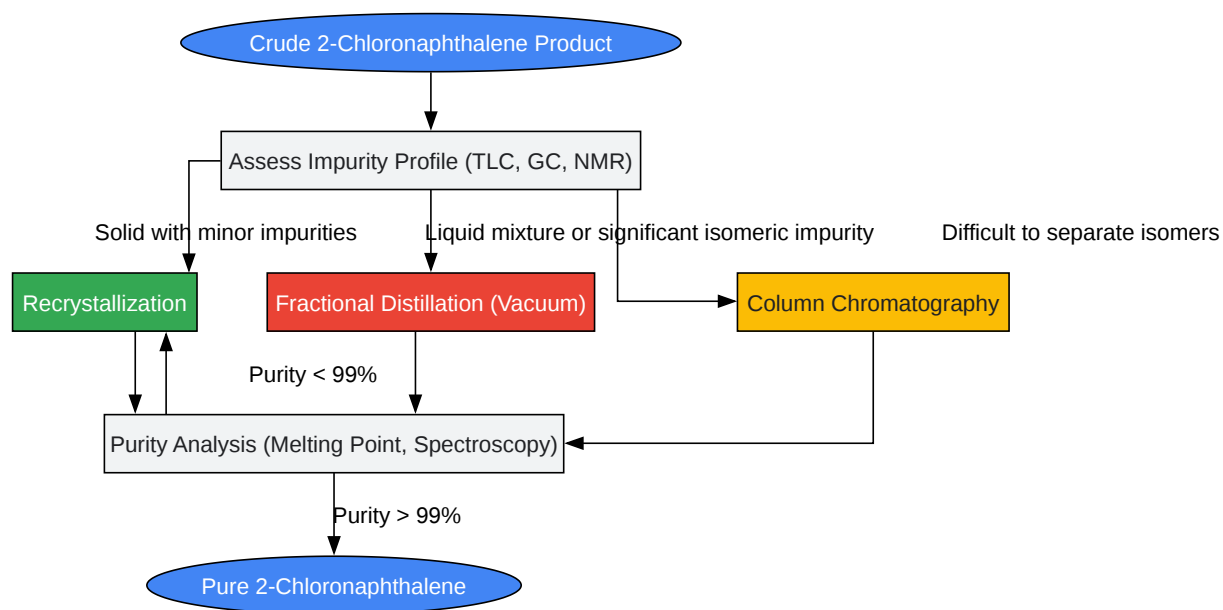 Crude 2-Chloronaphthalene Product
Assess Impurity Profile (TLC, GC, NMR)
Solid with minor impurities
Liquid mixture or significant isomeric impurity
Difficult to separate isomers
Recrystallization
Fractional Distillation (Vacuum)
Column Chromatography
Purity < 99%
Purity Analysis (Melting Point, Spectroscopy)
Purity > 99%
Pure 2-Chloronaphthalene